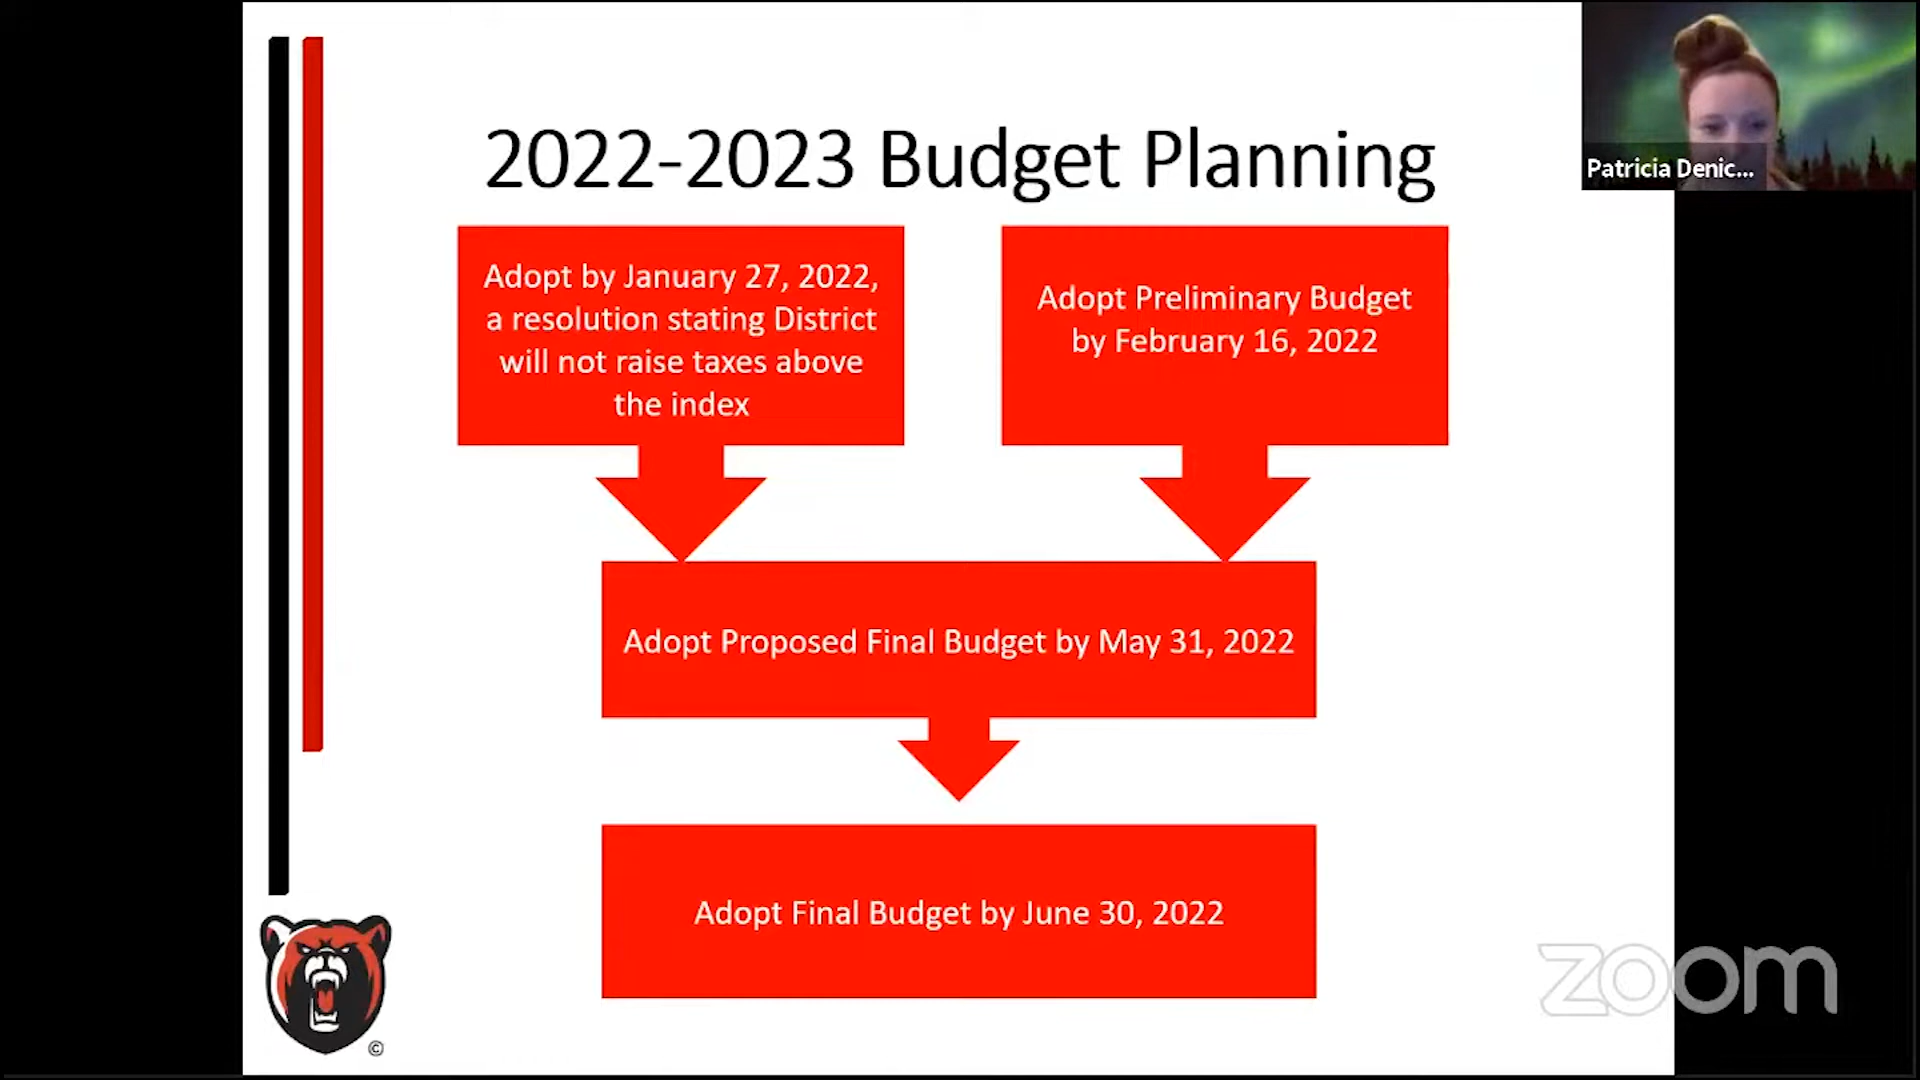 2022-2023 Budget Planning
Patricia Denic...
Adopt by January 27, 2022,
a resolution stating District
will not raise taxes above
the index
Adopt Preliminary Budget
by February 16, 2022
Adopt Proposed Final Budget by May 31, 2022
Adopt Final Budget by June 30, 2022
©
zoom